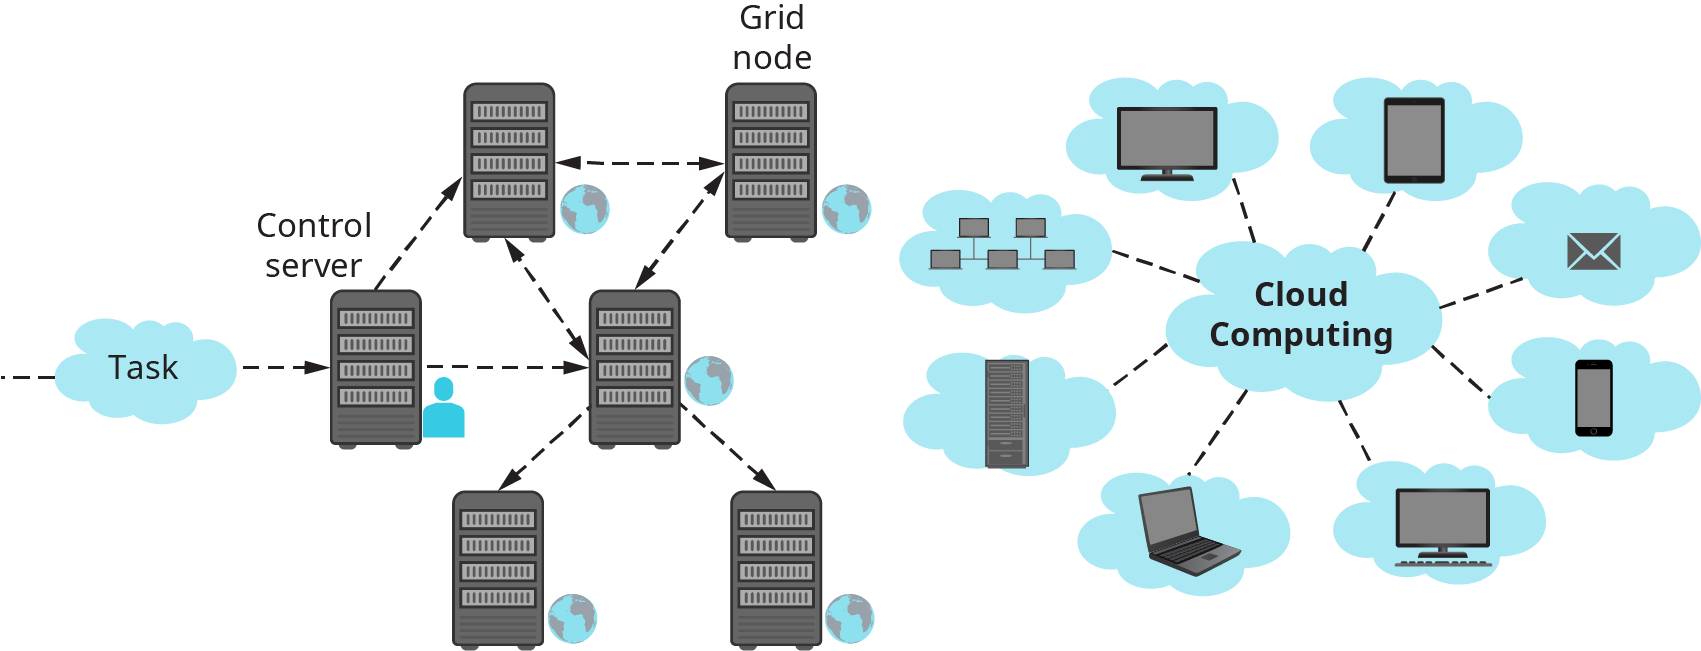 Grid
node
Control
server
Task
Cloud
Computing